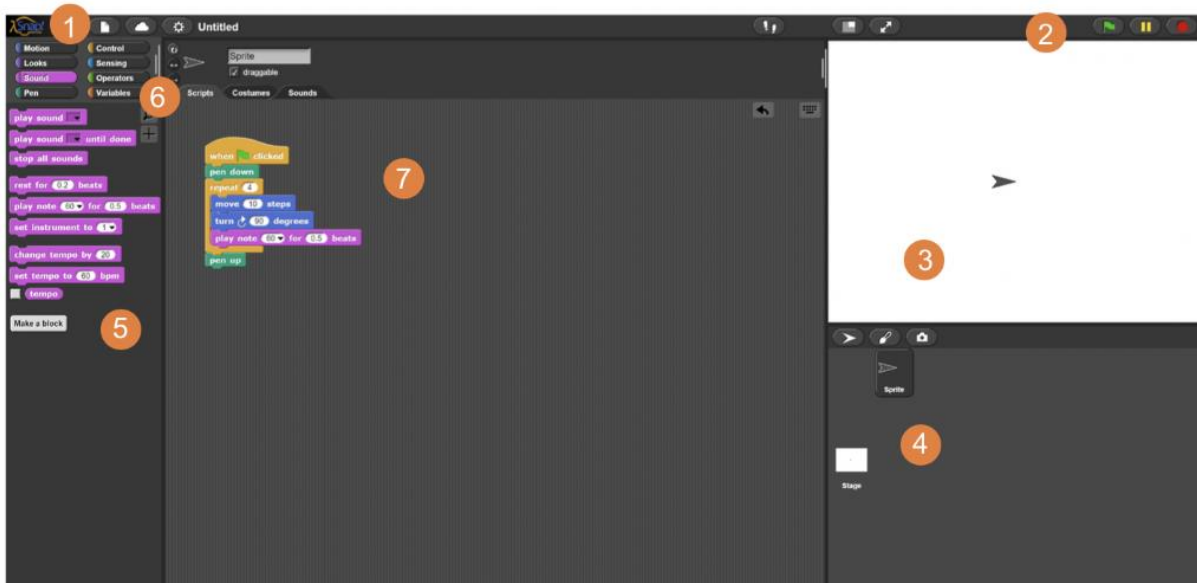 Snap!
1
Untitled
2
Motion
Control
Looks
Sensing
Sound
Operators
Pen
Variables
Sprite
draggable
6
Scripts
Costumes
Sounds
play sound
play sound until done
stop all sounds
rest for 0.2 beats
play note 60 for 0.5 beats
set instrument to 1
change tempo by 20
set tempo to 60 bpm
tempo
Make a block
5
when clicked
pen down
repeat 4
move 10 steps
turn 90 degrees
play note 60 for 0.5 beats
pen up
7
3
Sprite
4
Stage